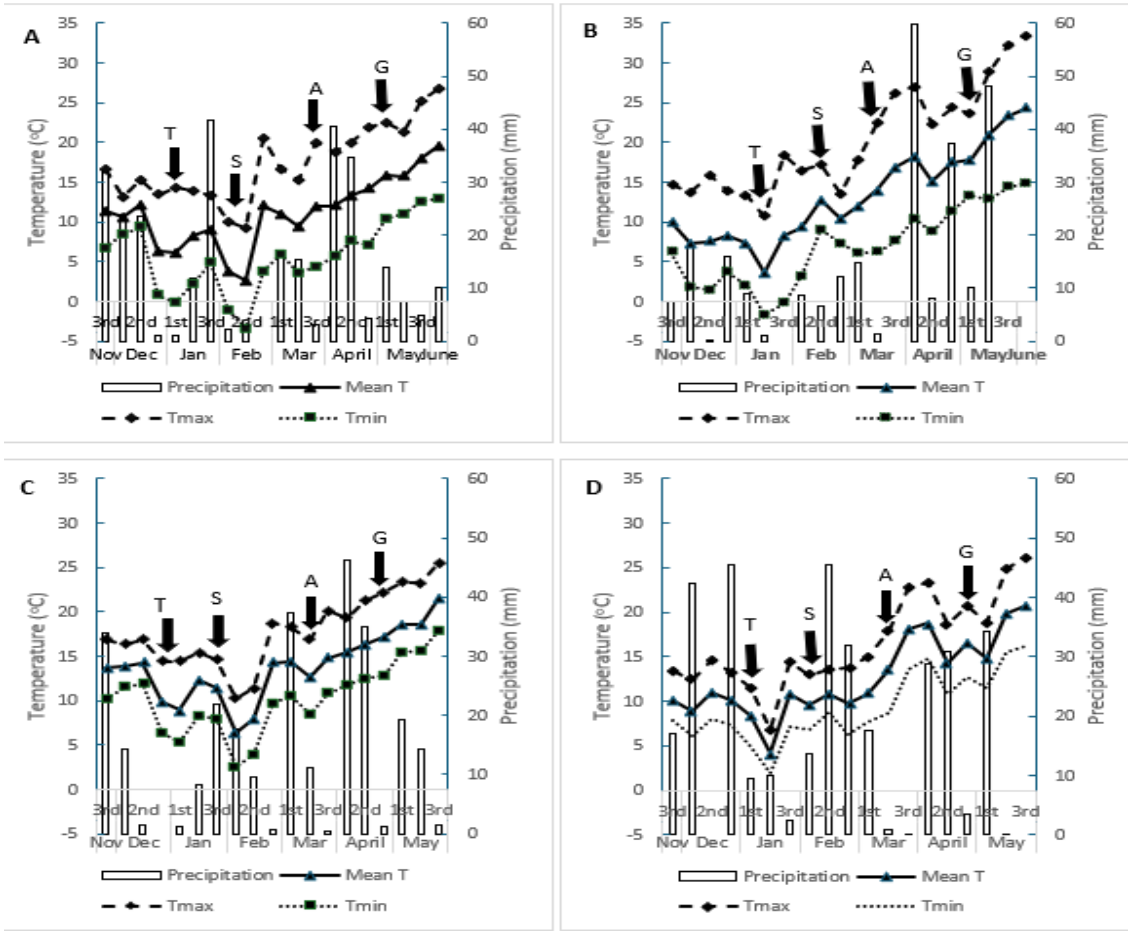 A
35
30
25
20
15
10
5
0
-5
Temperature (°C)
60
50
40
30
20
10
0
Precipitation (mm)
T
S
A
G
3rd 2nd 1st 3rd 2nd 1st 3rd 2nd 1st 3rd
Nov Dec Jan Feb Mar April May June
Precipitation Mean T
Tmax Tmin
B
35
30
25
20
15
10
5
0
-5
Temperature (°C)
60
50
40
30
20
10
0
Precipitation (mm)
T
S
A
G
3rd 2nd 1st 3rd 2nd 1st 3rd 2nd 1st 3rd
Nov Dec Jan Feb Mar April May June
Precipitation Mean T
Tmax Tmin
C
35
30
25
20
15
10
5
0
-5
Temperature (°C)
60
50
40
30
20
10
0
Precipitation (mm)
T
S
A
G
3rd 2nd 1st 3rd 2nd 1st 3rd 2nd 1st 3rd
Nov Dec Jan Feb Mar April May
Precipitation Mean T
Tmax Tmin
D
35
30
25
20
15
10
5
0
-5
Temperature (°C)
60
50
40
30
20
10
0
Precipitation (mm)
T
S
A
G
3rd 2nd 1st 3rd 2nd 1st 3rd 2nd 1st 3rd
Nov Dec Jan Feb Mar April May
Precipitation Mean T
Tmax Tmin